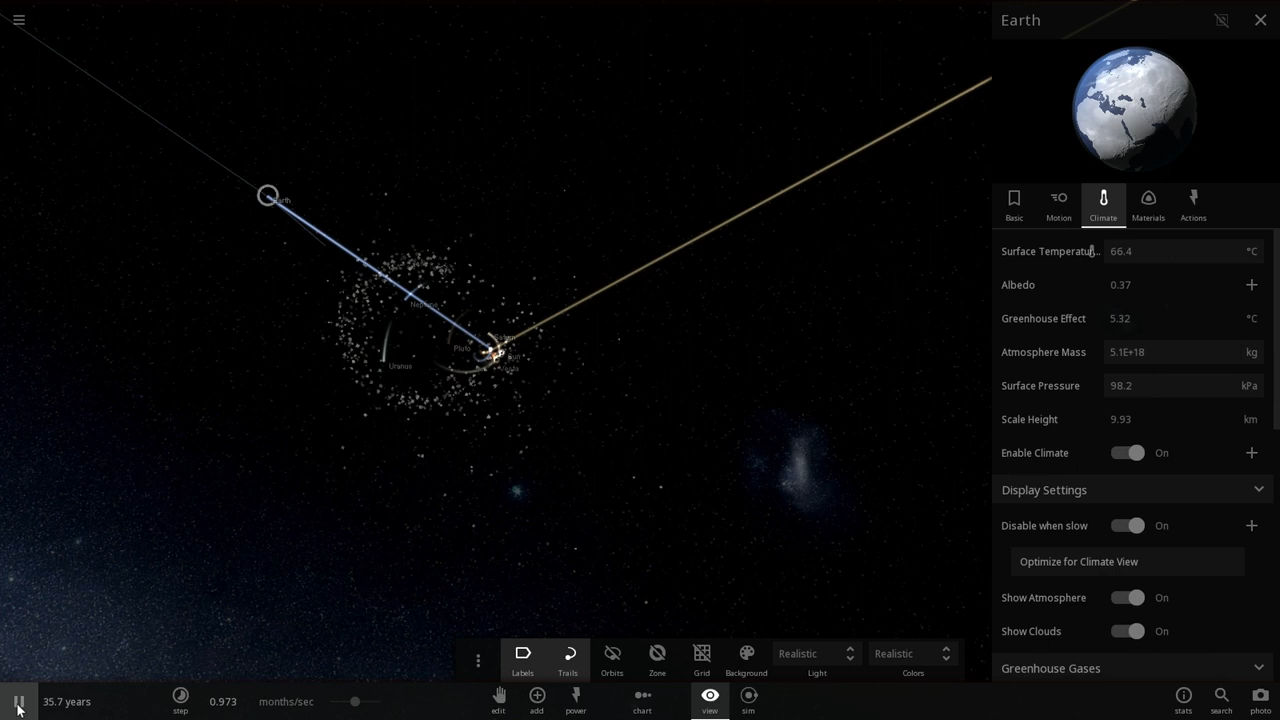 Earth
Earth
Neptune
Saturn
Pluto
Sun
Uranus
Basic
Motion
Climate
Materials
Actions
Surface Temperatu... 66.4 °C
Albedo 0.37
Greenhouse Effect 5.32 °C
Atmosphere Mass 5.1E+18 kg
Surface Pressure 98.2 kPa
Scale Height 9.93 km
Enable Climate On
Display Settings
Disable when slow On
Optimize for Climate View
Show Atmosphere On
Show Clouds On
Greenhouse Gases
Labels
Trails
Orbits
Zone
Grid
Background
Realistic
Light
Realistic
Colors
35.7 years
step
0.973 months/sec
edit
add
power
chart
view
sim
stats
search
photo